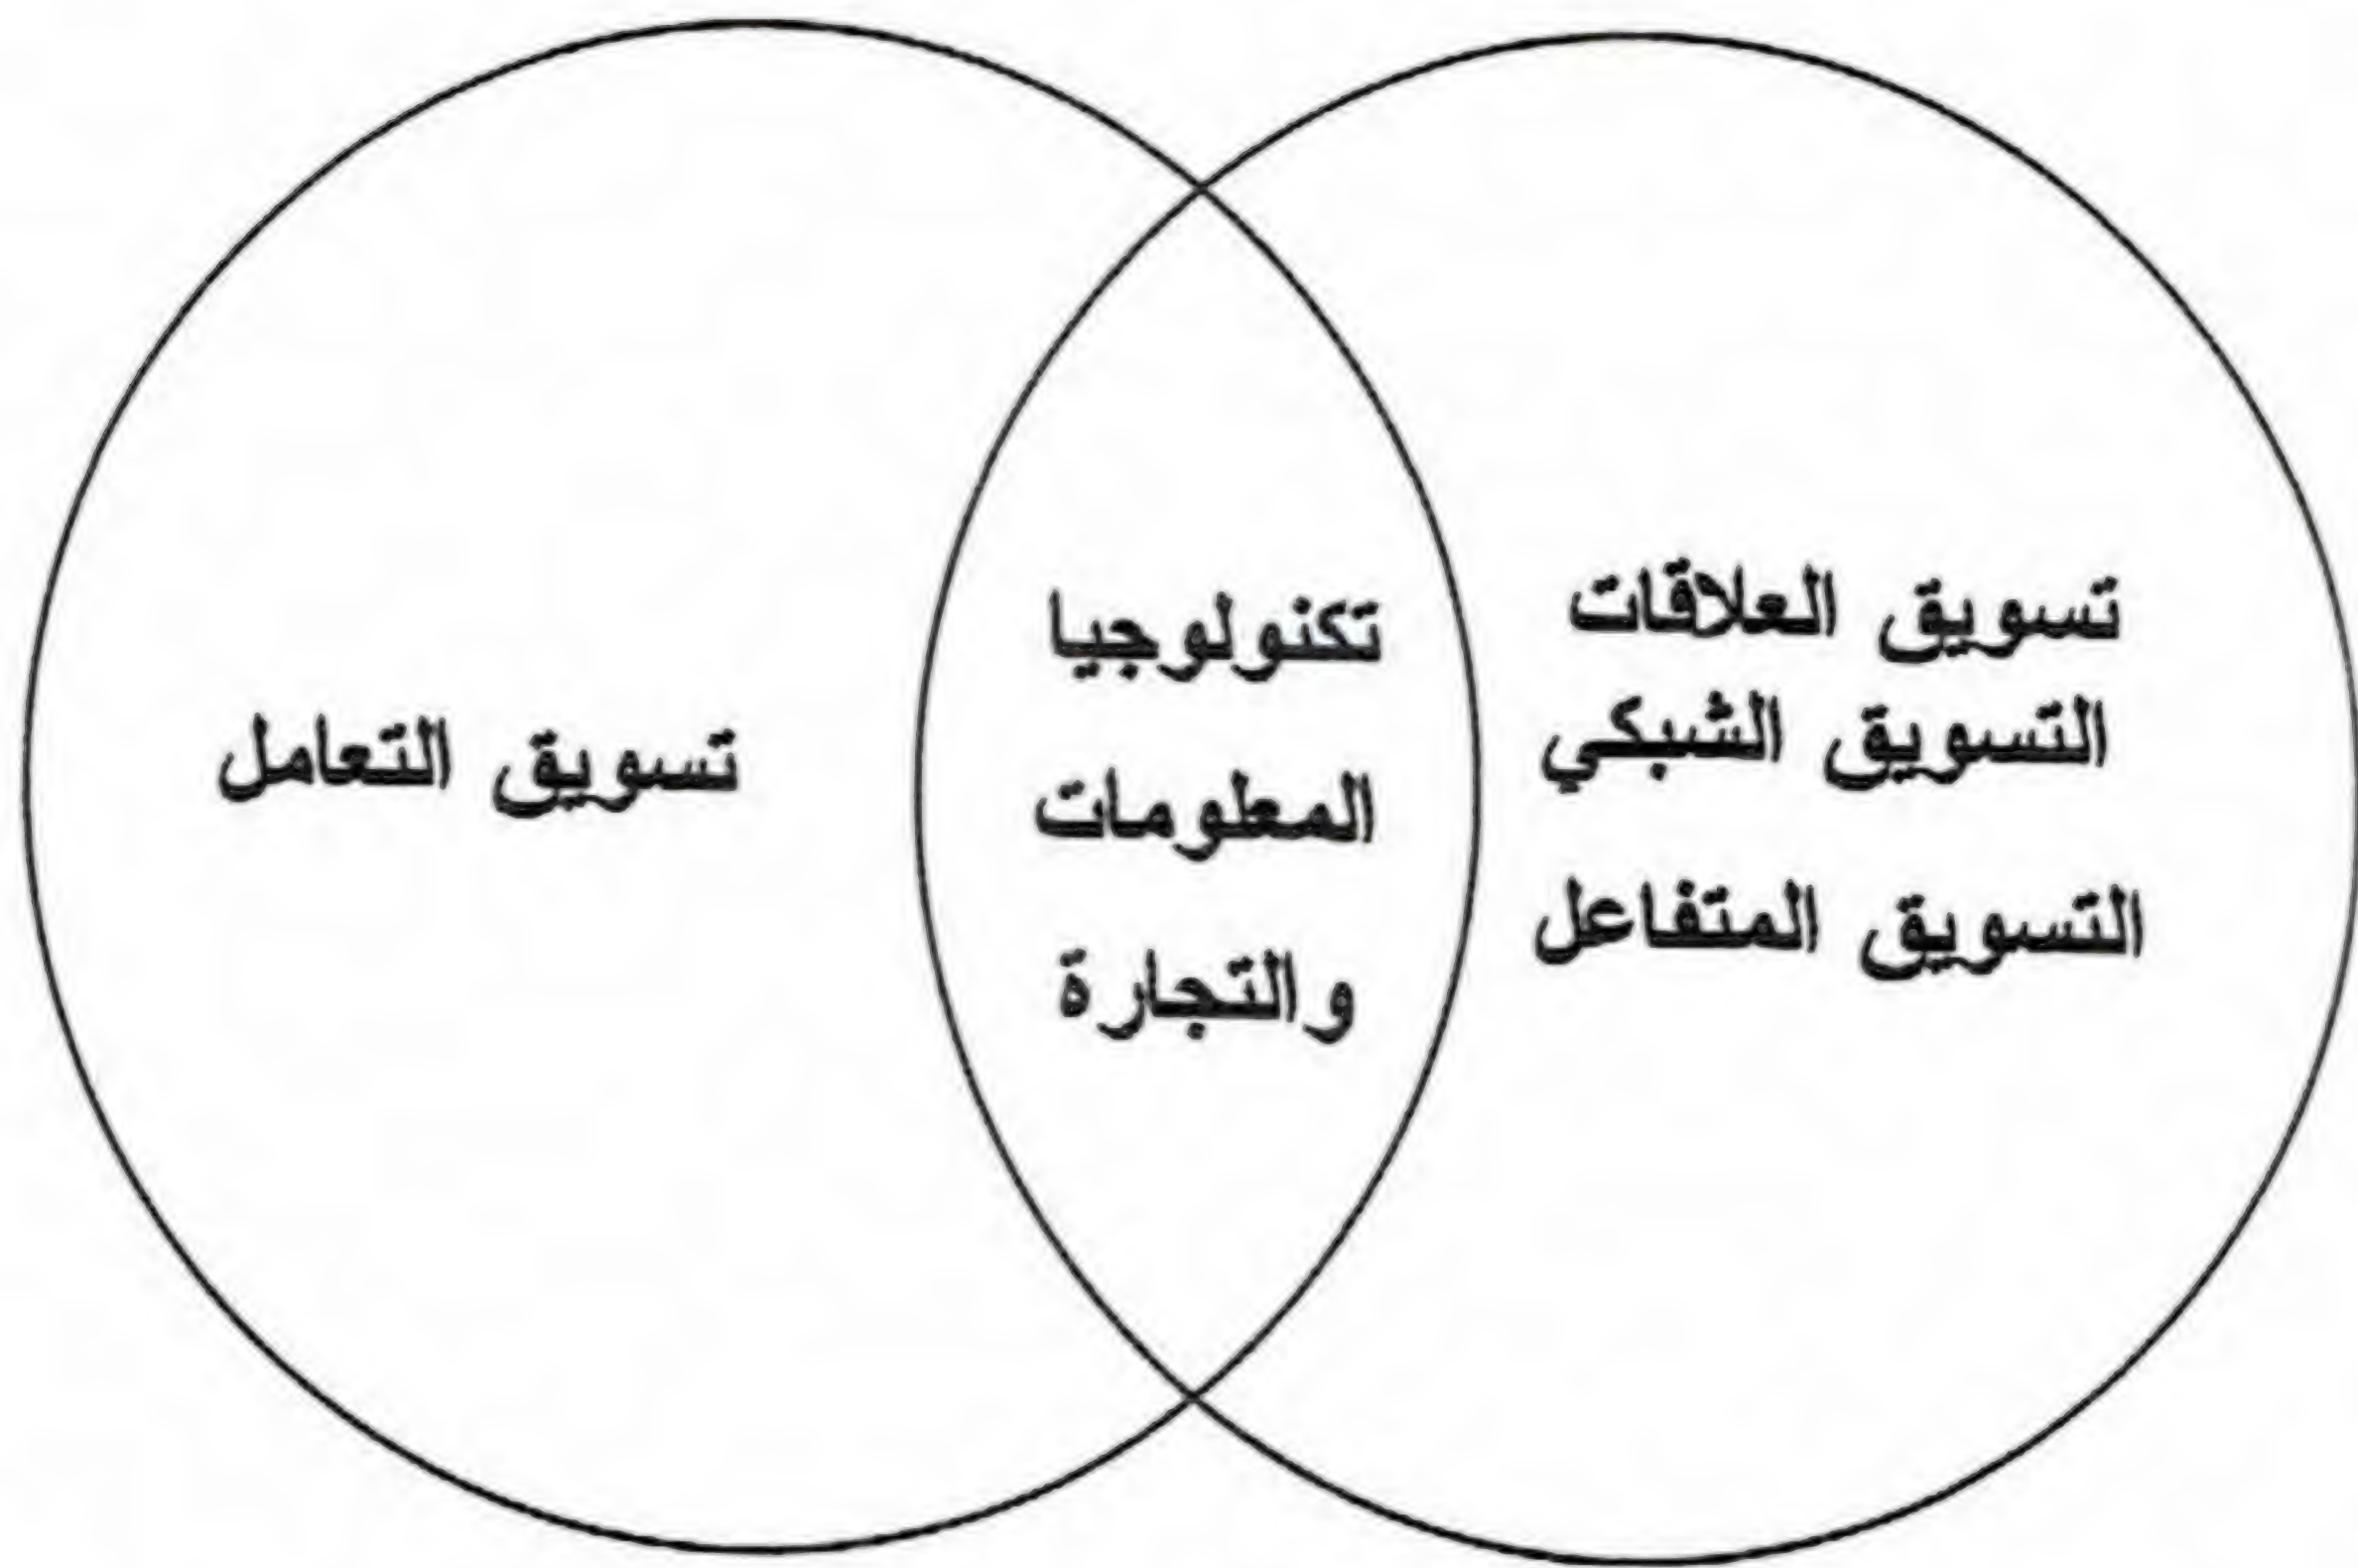 تسويق العلاقات
التسويق الشبكي
التسويق المتفاعل
تكنولوجيا
المعلومات
والتجارة
تسويق التعامل